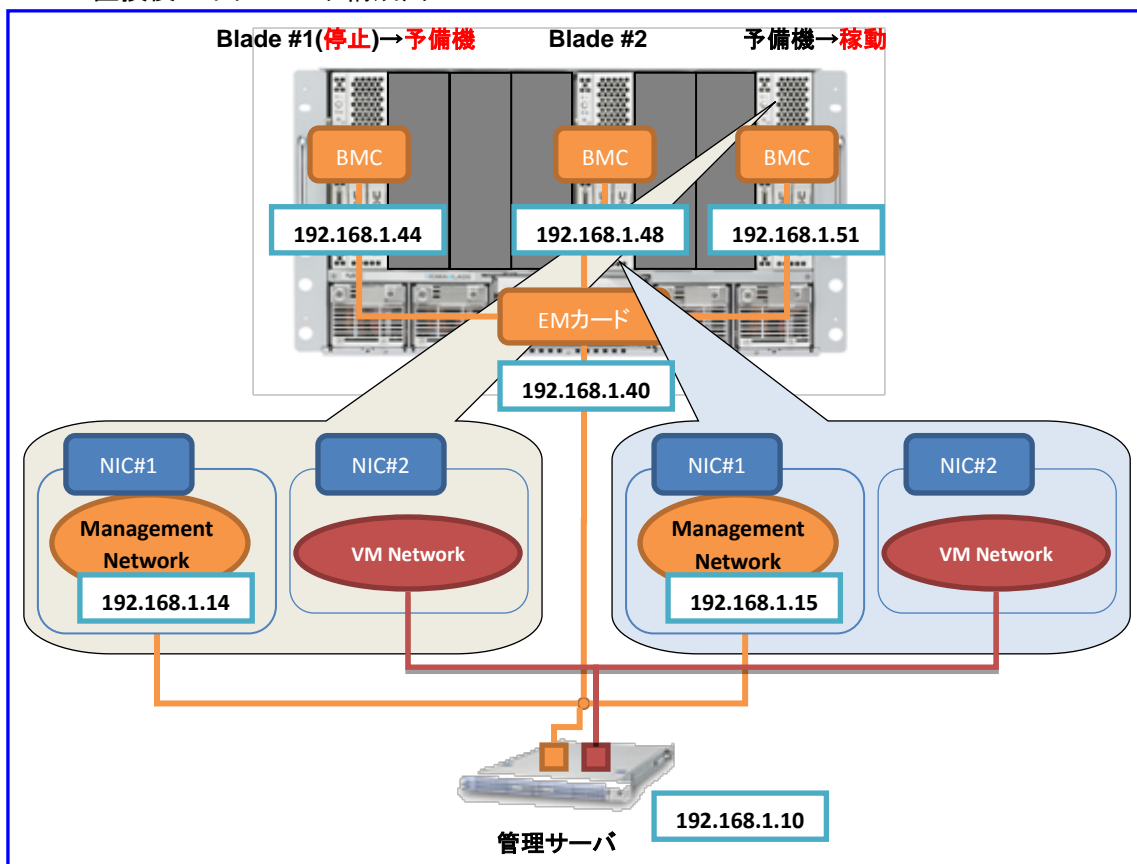 Blade #1(停止)→予備機
Blade #2
予備機→稼動
BMC
BMC
BMC
192.168.1.44
192.168.1.48
192.168.1.51
EMカード
192.168.1.40
NIC#1
NIC#2
Management
Network
VM Network
192.168.1.14
NIC#1
NIC#2
Management
Network
VM Network
192.168.1.15
管理サーバ
192.168.1.10